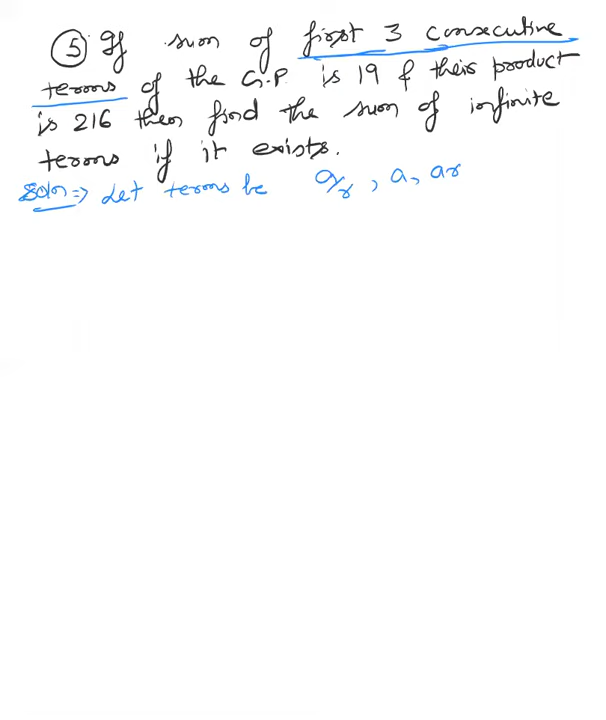 ⑤ If sum of first 3 consecutive
terms of the G.P. is 19 & their product
is 216 then find the sum of infinite
terms if it exists.
Soln ⇒ Let terms be a/r, a, ar